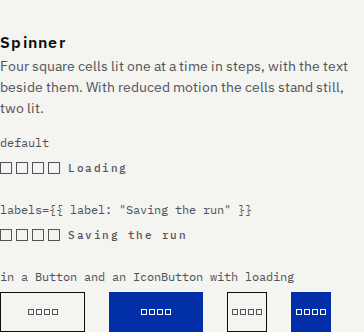 Spinner
Four square cells lit one at a time in steps, with the text
beside them. With reduced motion the cells stand still,
two lit.
default
Loading
labels={{ label: "Saving the run" }}
Saving the run
in a Button and an IconButton with loading